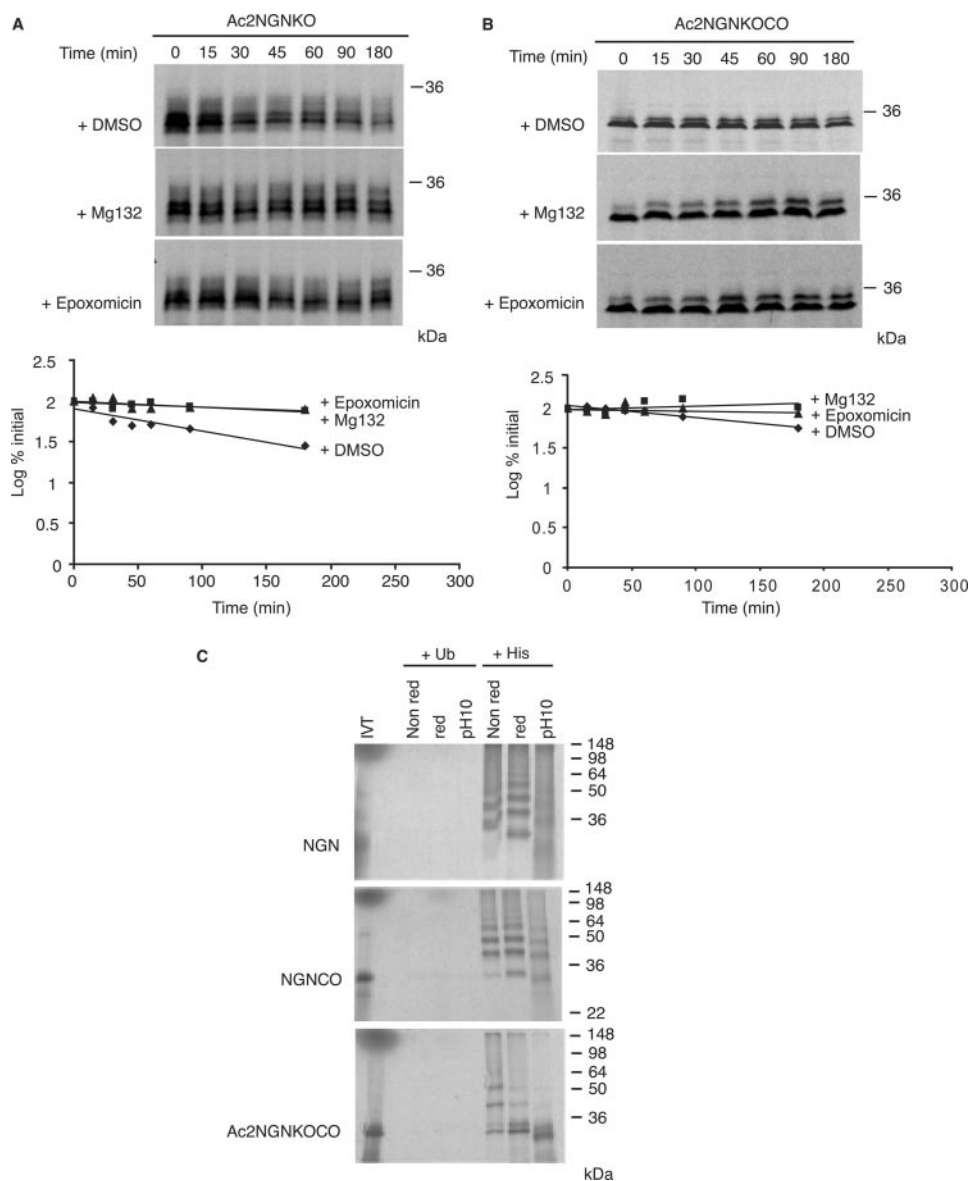 A
Ac2NGNKO
Time (min) 0 15 30 45 60 90 180
36
+ DMSO
36
+ Mg132
36
+ Epoxomicin
kDa
2.5
2
1.5
1
0.5
0
Log % initial
+ Epoxomicin
+ Mg132
+ DMSO
0 50 100 150 200 250 300
Time (min)
B
Ac2NGNKOCO
Time (min) 0 15 30 45 60 90 180
36
+ DMSO
36
+ Mg132
36
+ Epoxomicin
kDa
2.5
2
1.5
1
0.5
0
Log % initial
+ Mg132
+ Epoxomicin
+ DMSO
0 50 100 150 200 250 300
Time (min)
C
+ Ub + His
IVT Non red red pH10 Non red red pH10
148
98
64
50
36
NGN
148
98
64
50
36
22
NGNCO
148
98
64
50
36
Ac2NGNKOCO
kDa